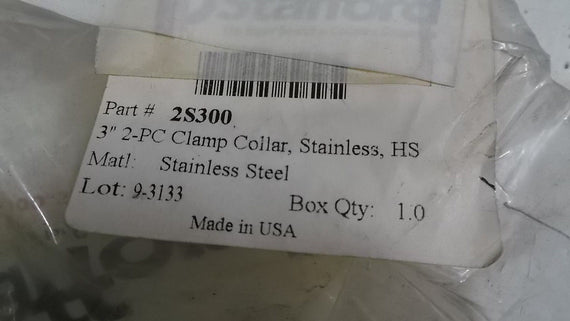 Part # 2S300
3" 2-PC Clamp Collar, Stainless, HS
Matl: Stainless Steel
Lot: 9-3133
Box Qty: 1.0
Made in USA